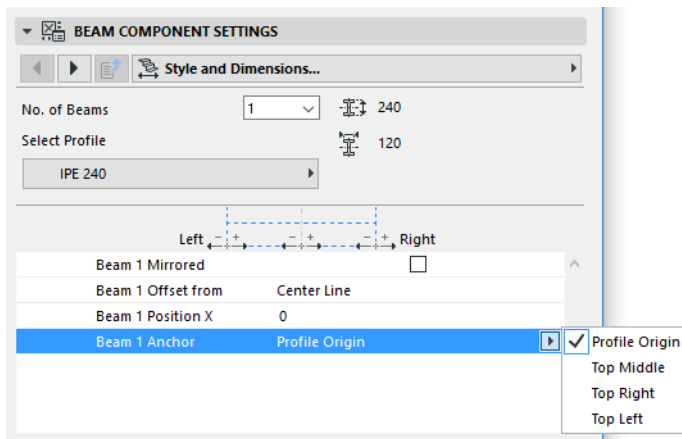 BEAM COMPONENT SETTINGS
Style and Dimensions...
No. of Beams 1 240
Select Profile 120
IPE 240
Left - + - + - + Right
Beam 1 Mirrored
Beam 1 Offset from Center Line
Beam 1 Position X 0
Beam 1 Anchor Profile Origin
Profile Origin
Top Middle
Top Right
Top Left